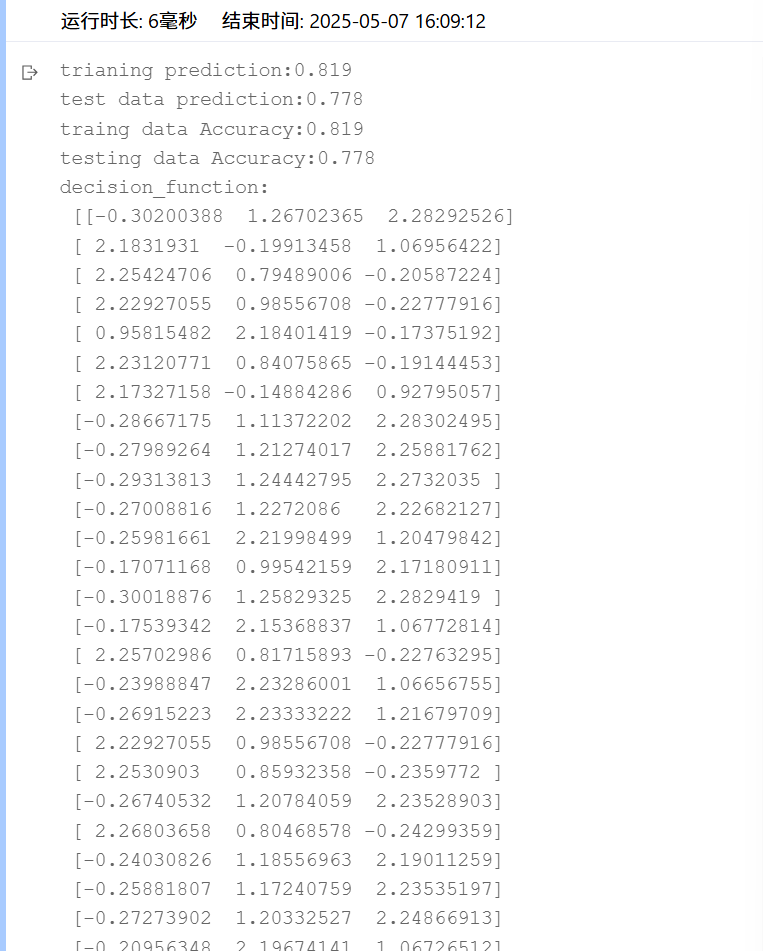 运行时长: 6毫秒 结束时间: 2025-05-07 16:09:12
trianing prediction:0.819
test data prediction:0.778
traing data Accuracy:0.819
testing data Accuracy:0.778
decision_function:
[[-0.30200388 1.26702365 2.28292526]
[ 2.1831931 -0.19913458 1.06956422]
[ 2.25424706 0.79489006 -0.20587224]
[ 2.22927055 0.98556708 -0.22777916]
[ 0.95815482 2.18401419 -0.17375192]
[ 2.23120771 0.84075865 -0.19144453]
[ 2.17327158 -0.14884286 0.92795057]
[-0.28667175 1.11372202 2.28302495]
[-0.27989264 1.21274017 2.25881762]
[-0.29313813 1.24442795 2.2732035 ]
[-0.27008816 1.2272086 2.22682127]
[-0.25981661 2.21998499 1.20479842]
[-0.17071168 0.99542159 2.17180911]
[-0.30018876 1.25829325 2.2829419 ]
[-0.17539342 2.15368837 1.06772814]
[ 2.25702986 0.81715893 -0.22763295]
[-0.23988847 2.23286001 1.06656755]
[-0.26915223 2.23333222 1.21679709]
[ 2.22927055 0.98556708 -0.22777916]
[ 2.2530903 0.85932358 -0.2359772 ]
[-0.26740532 1.20784059 2.23528903]
[ 2.26803658 0.80468578 -0.24299359]
[-0.24030826 1.18556963 2.19011259]
[-0.25881807 1.17240759 2.23535197]
[-0.27273902 1.20332527 2.24866913]
[-0.20956348 2.19674141 1.06726512]